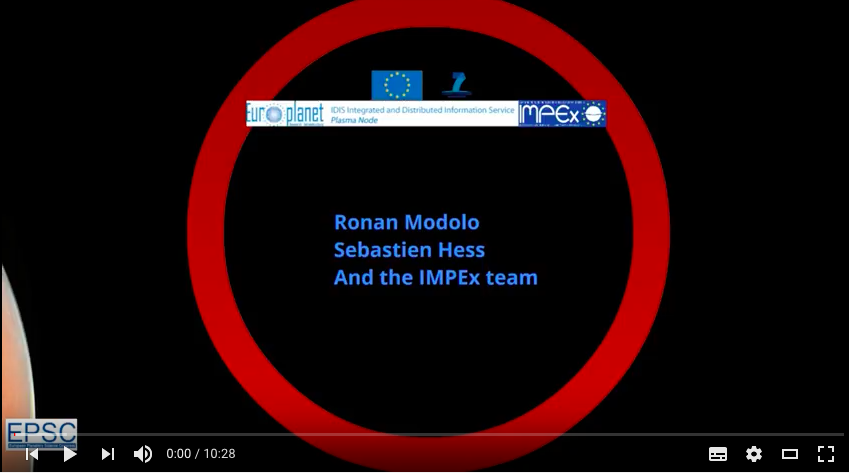 Europlanet
IDIS Integrated and Distributed Information Service
Plasma Node
IMPEx
Ronan Modolo
Sebastien Hess
And the IMPEx team
EPSC
0:00 / 10:28